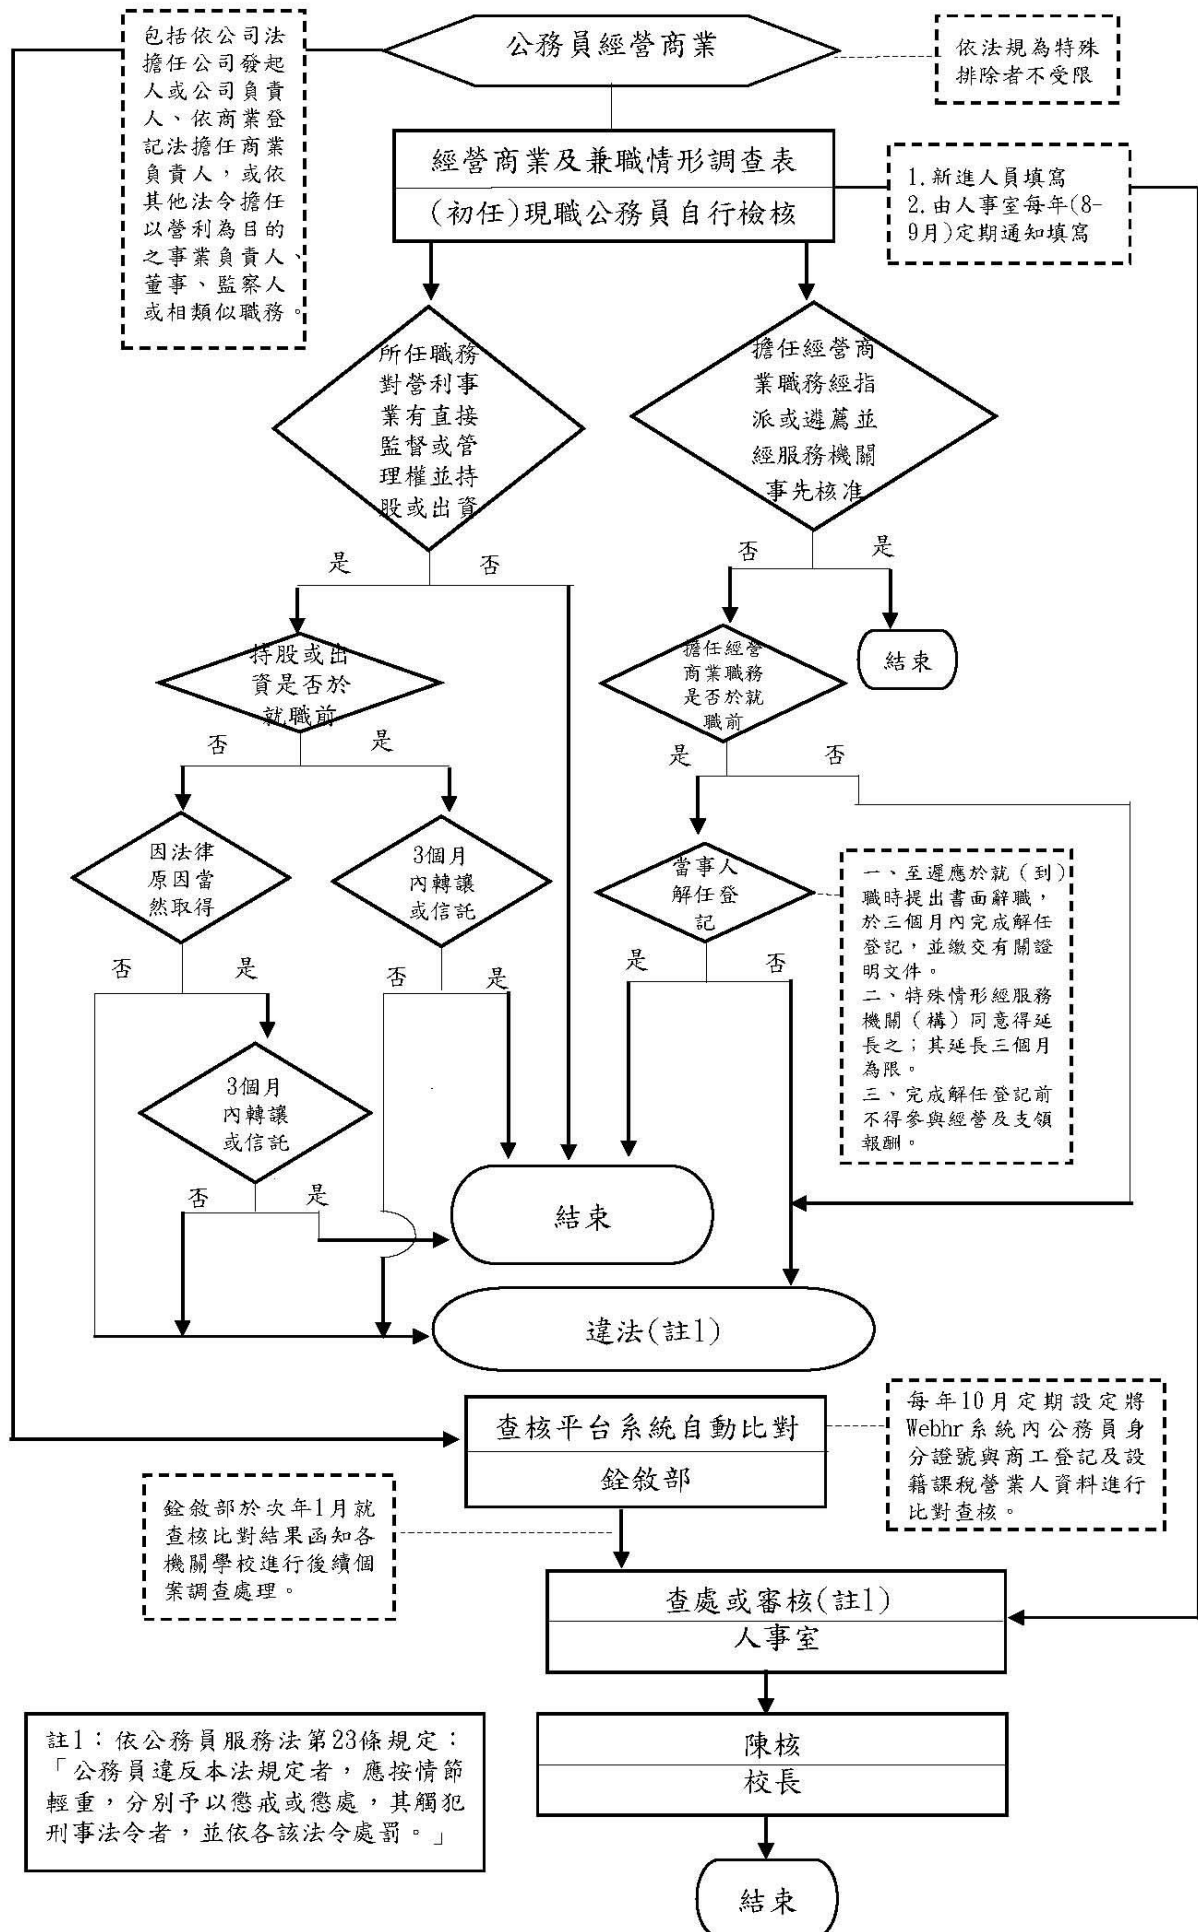 公務員經營商業
包括依公司法
擔任公司發起
人或公司負責
人、依商業登
記法擔任商業
負責人，或依
其他法令擔任
以營利為目的
之事業負責人、
董事、監察人
或相類似職務。
依法規為特殊
排除者不受限
經營商業及兼職情形調查表
(初任)現職公務員自行檢核
1.新進人員填寫
2.由人事室每年(8-
9月)定期通知填寫
所任職務
對營利事
業有直接
監督或管
理權並持
股或出資
擔任經營商
業職務經指
派或遴薦並
經服務機關
事先核准
是
否
否
是
持股或出
資是否於
就職前
擔任經營
商業職務
是否於就
職前
結束
否
是
是
否
因法律
原因當
然取得
3個月
內轉讓
或信託
當事人
解任登
記
一、至遲應於就（到）
職時提出書面辭職，
於三個月內完成解任
登記，並繳交有關證
明文件。
二、特殊情形經服務
機關（構）同意得延
長之；其延長三個月
為限。
三、完成解任登記前
不得參與經營及支領
報酬。
否
是
否
是
是
否
3個月
內轉讓
或信託
否
是
結束
違法(註1)
查核平台系統自動比對
銓敘部
每年10月定期設定將
Webhr系統內公務員身
分證號與商工登記及設
籍課稅營業人資料進行
比對查核。
銓敘部於次年1月就
查核比對結果函知各
機關學校進行後續個
案調查處理。
查處或審核(註1)
人事室
陳核
校長
結束
註1：依公務員服務法第23條規定：
「公務員違反本法規定者，應按情節
輕重，分別予以懲戒或懲處，其觸犯
刑事法令者，並依各該法令處罰。」